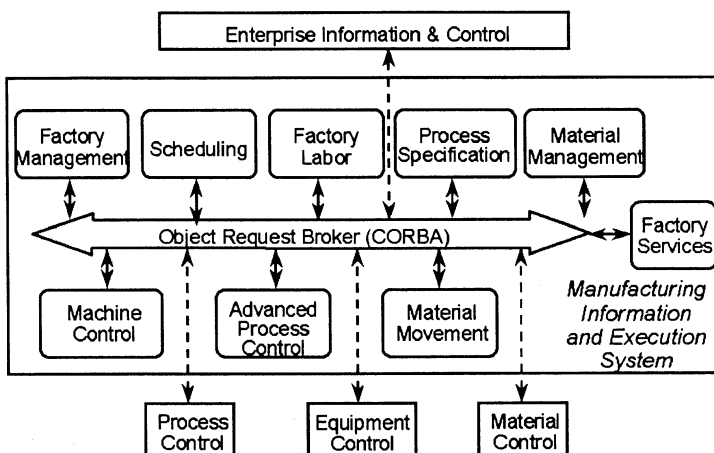 Enterprise Information & Control
Factory
Management
Scheduling
Factory
Labor
Process
Specification
Material
Management
Object Request Broker (CORBA)
Factory
Services
Machine
Control
Advanced
Process
Control
Material
Movement
Manufacturing
Information
and Execution
System
Process
Control
Equipment
Control
Material
Control